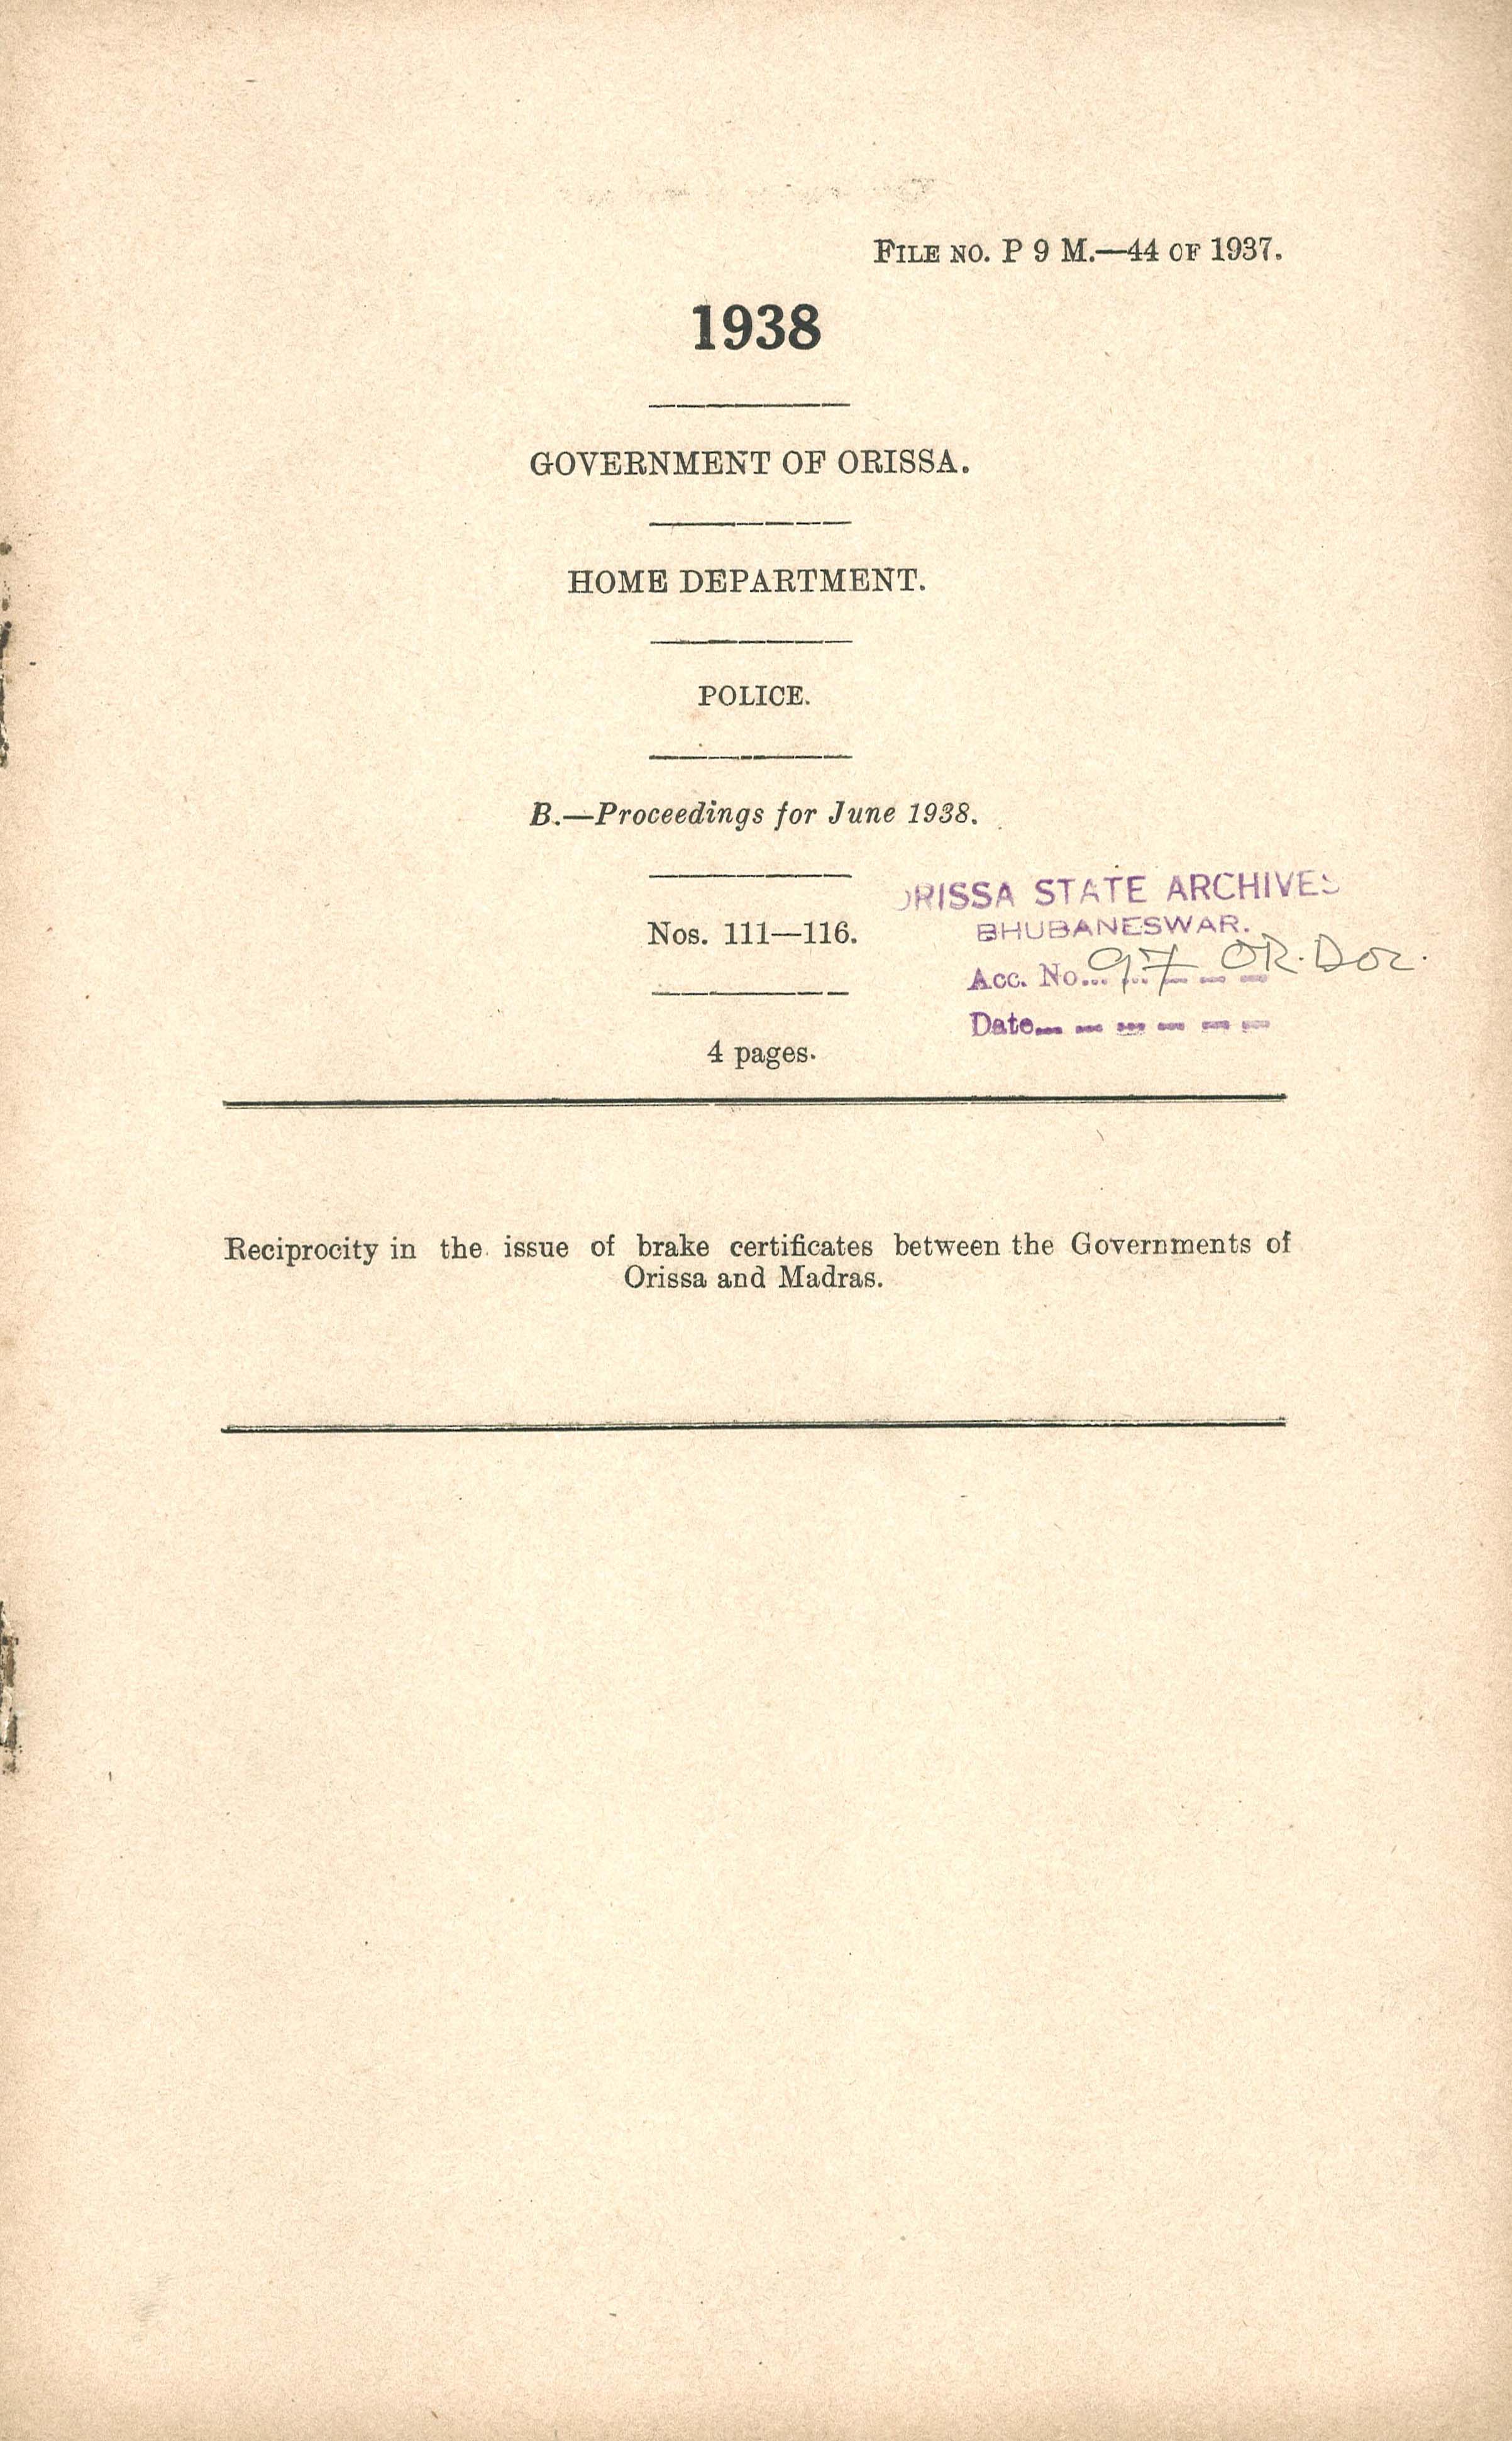 FILE NO. P 9 M.—44 OF 1937.
1938
GOVERNMENT OF ORISSA.
HOME DEPARTMENT.
POLICE.
B.—Proceedings for June 1938.
ORISSA STATE ARCHIVES
BHUBANESWAR.
Nos. 111—116.
Acc. No... 97 OR. Doc.
Date
4 pages.
Reciprocity in the issue of brake certificates between the Governments of
Orissa and Madras.